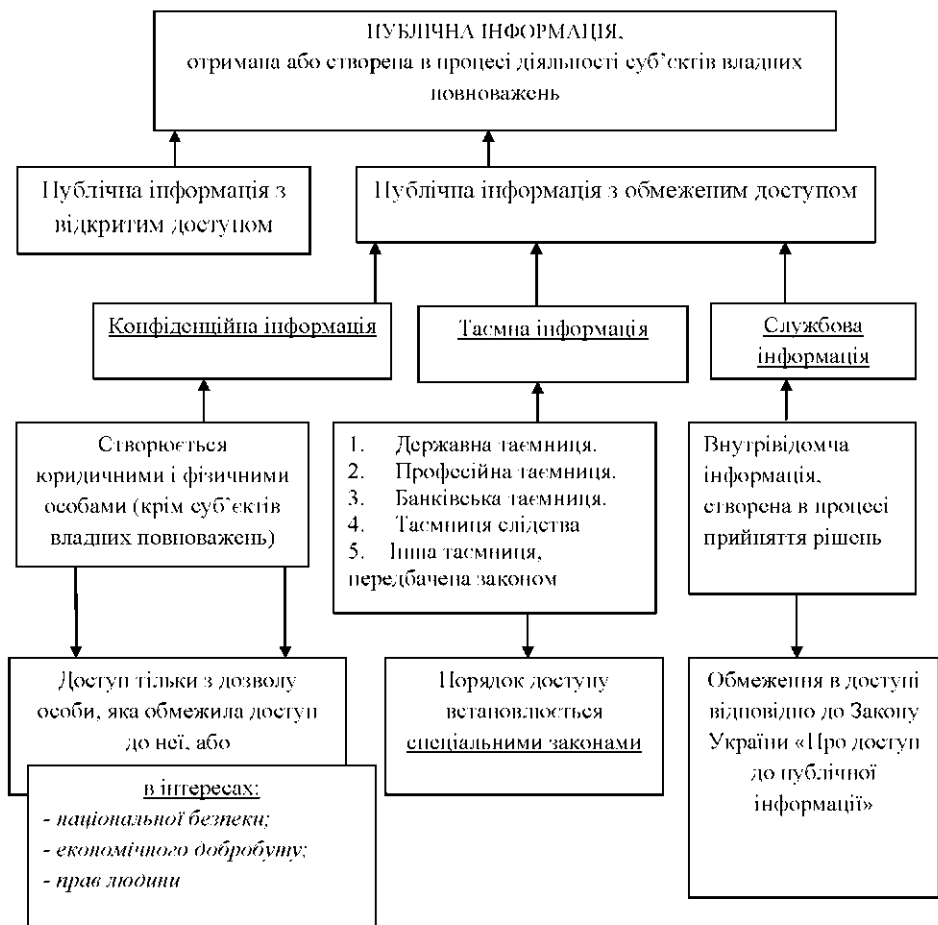 ПУБЛІЧНА ІНФОРМАЦІЯ,
отримана або створена в процесі діяльності суб’єктів владних
повноважень
Публічна інформація з
відкритим доступом
Публічна інформація з обмеженим доступом
Конфіденційна інформація
Таємна інформація
Службова
інформація
Створюється
юридичними і фізичними
особами (крім суб’єктів
владних повноважень)
1. Державна таємниця.
2. Професійна таємниця.
3. Банківська таємниця.
4. Таємниця слідства
5. Інша таємниця,
передбачена законом
Внутрівідомча
інформація,
створена в процесі
прийняття рішень
Доступ тільки з дозволу
особи, яка обмежила доступ
до неї, або
в інтересах:
- національної безпеки;
- економічного добробуту;
- прав людини
Порядок доступу
встановлюється
спеціальними законами
Обмеження в доступі
відповідно до Закону
України «Про доступ
до публічної
інформації»